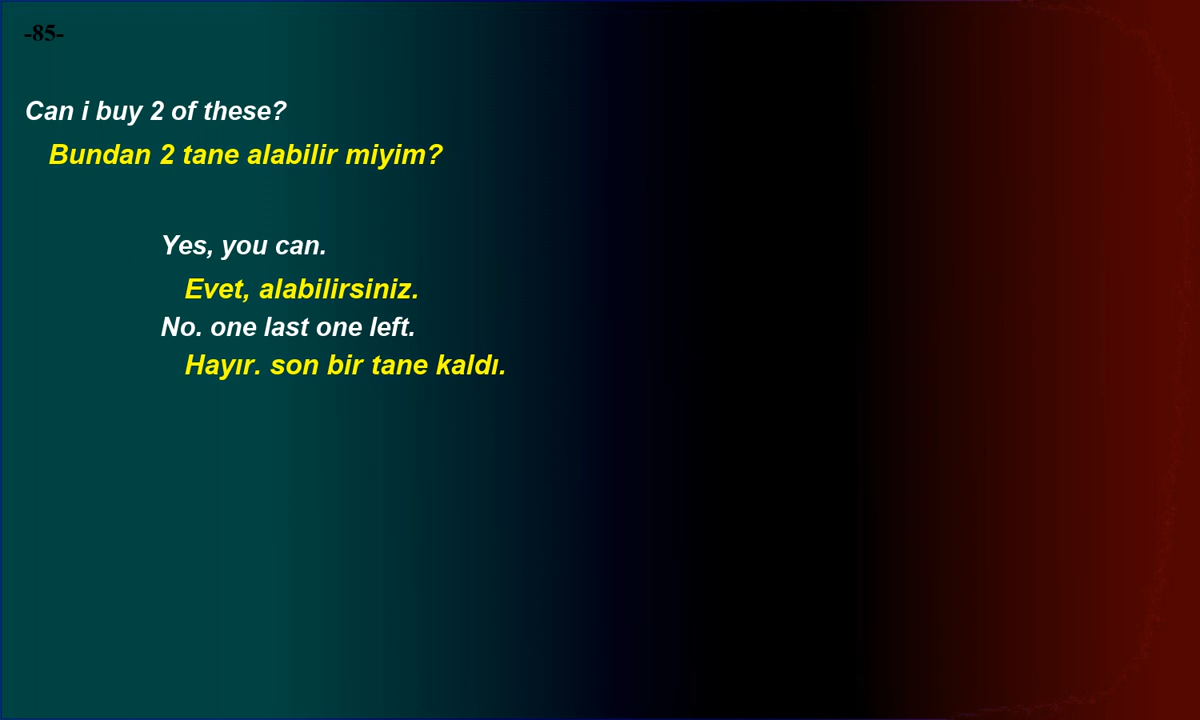 -85-
Can i buy 2 of these?
Bundan 2 tane alabilir miyim?
Yes, you can.
Evet, alabilirsiniz.
No. one last one left.
Hayır. son bir tane kaldı.